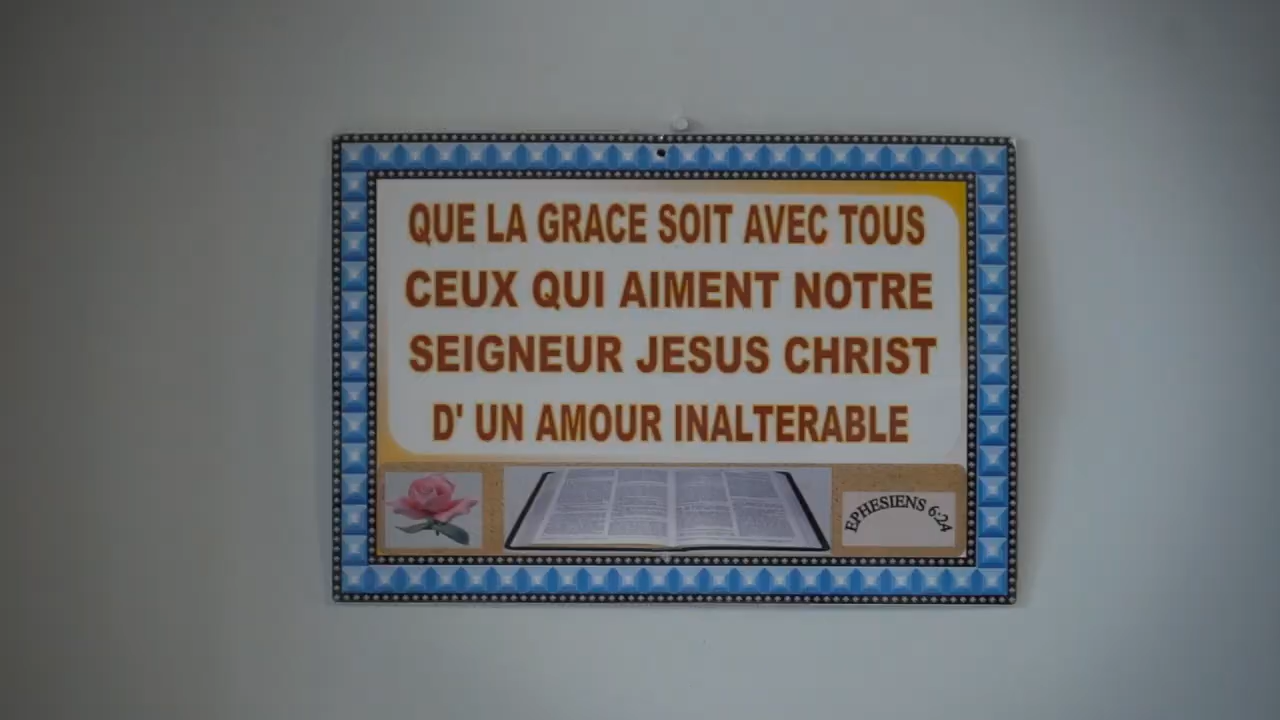 QUE LA GRACE SOIT AVEC TOUS
CEUX QUI AIMENT NOTRE
SEIGNEUR JESUS CHRIST
D' UN AMOUR INALTERABLE
EPHESIENS 6:24